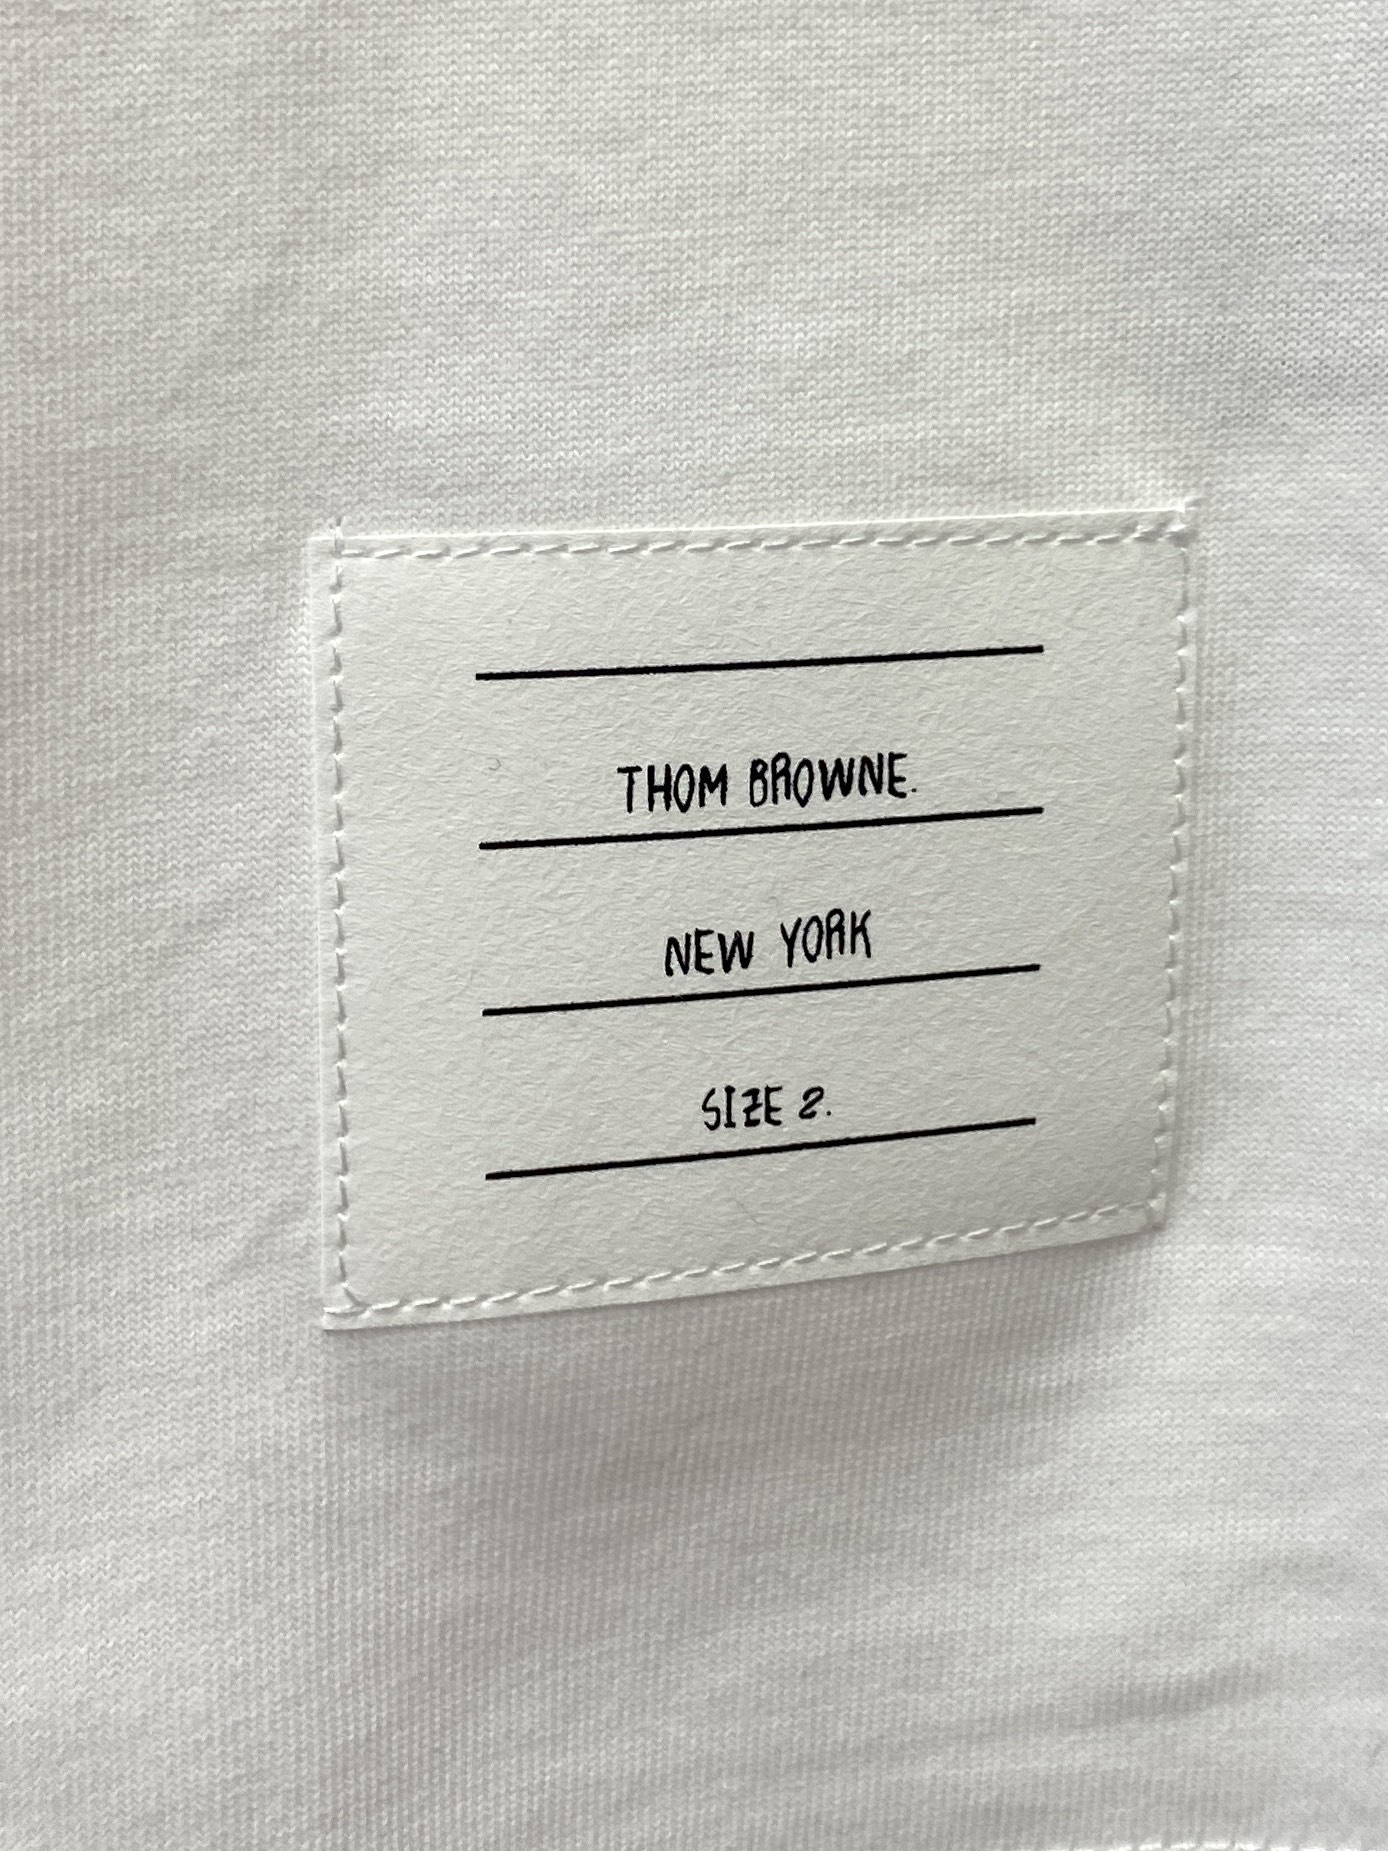 THOM BROWNE.
NEW YORK
SIZE 2.